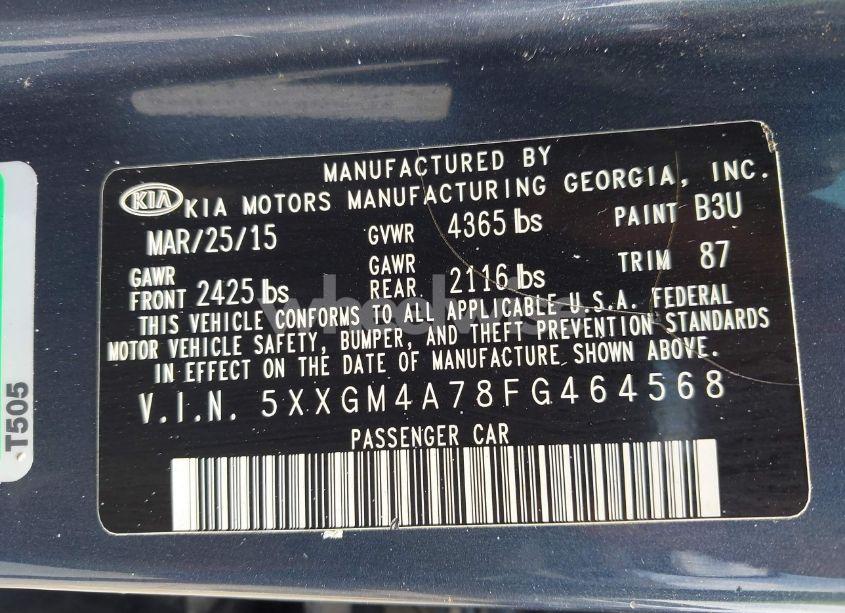 MANUFACTURED BY
KIA KIA MOTORS MANUFACTURING GEORGIA, INC.
MAR/25/15 GVWR 4365 lbs PAINT B3U
GAWR FRONT 2425 lbs GAWR REAR 2116 lbs TRIM 87
THIS VEHICLE CONFORMS TO ALL APPLICABLE U.S.A. FEDERAL
MOTOR VEHICLE SAFETY, BUMPER, AND THEFT PREVENTION STANDARDS
IN EFFECT ON THE DATE OF MANUFACTURE SHOWN ABOVE.
V.I.N. 5XXGM4A78FG464568
PASSENGER CAR
T505